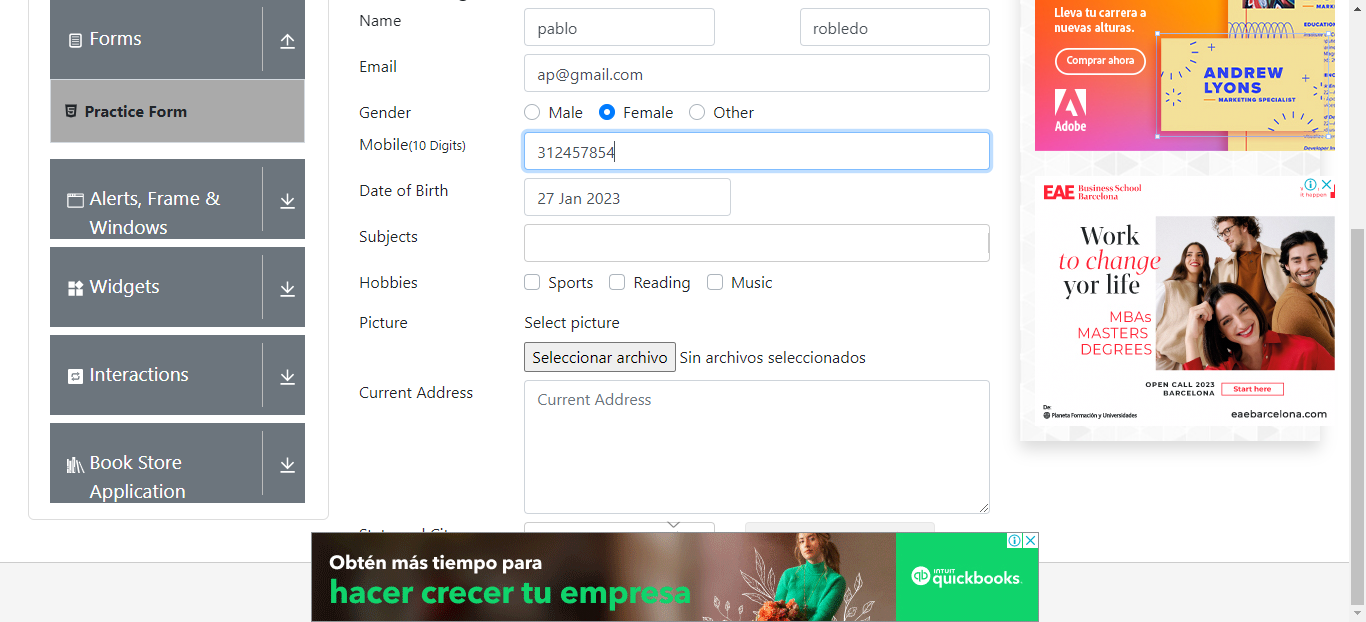 Forms
Practice Form
Alerts, Frame &
Windows
Widgets
Interactions
Book Store
Application
Name
pablo
robledo
Email
ap@gmail.com
Gender
Male
Female
Other
Mobile(10 Digits)
312457854
Date of Birth
27 Jan 2023
Subjects
Hobbies
Sports
Reading
Music
Picture
Select picture
Seleccionar archivo Sin archivos seleccionados
Current Address
Current Address
Lleva tu carrera a
nuevas alturas.
Comprar ahora
Adobe
ANDREW
LYONS
MARKETING SPECIALIST
EAE Business School
Barcelona
it happen
Work
to change
yor life
MBAs
MASTERS
DEGREES
OPEN CALL 2023
BARCELONA
Start here
De:
Planeta Formación y Universidades
eaebarcelona.com
Obtén más tiempo para
hacer crecer tu empresa
INTUIT
quickbooks